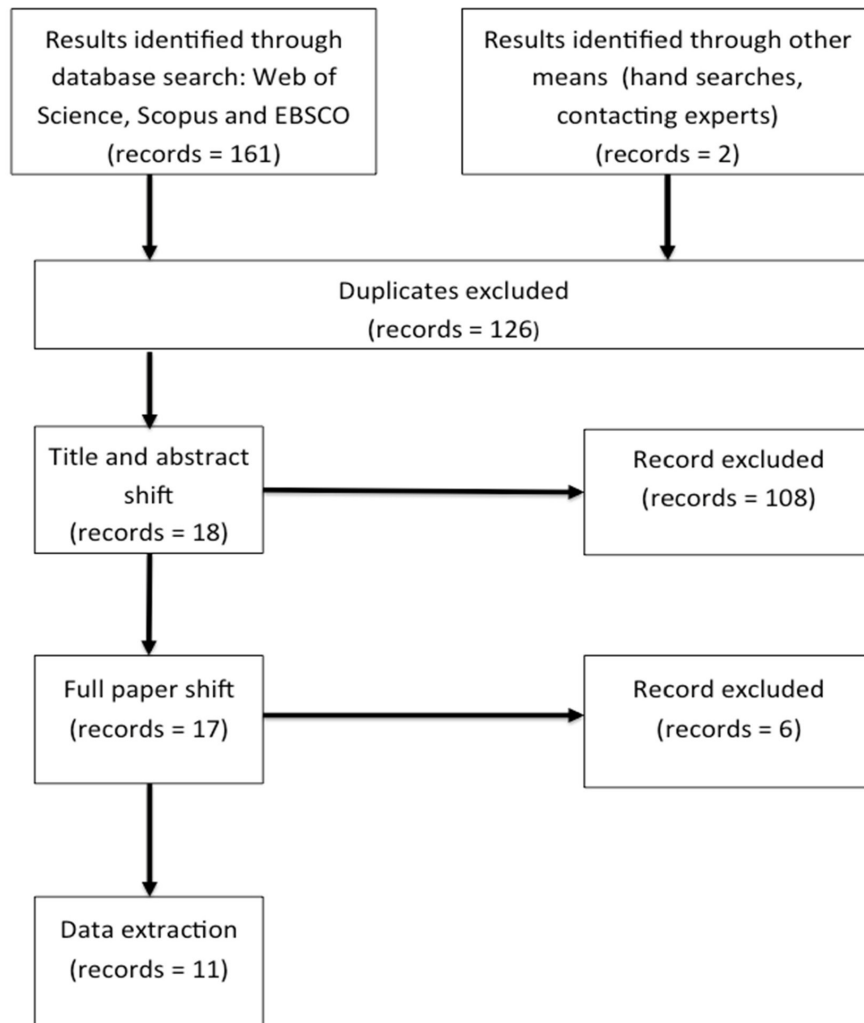 Results identified through
database search: Web of
Science, Scopus and EBSCO
(records = 161)
Results identified through other
means (hand searches,
contacting experts)
(records = 2)
Duplicates excluded
(records = 126)
Title and abstract
shift
(records = 18)
Record excluded
(records = 108)
Full paper shift
(records = 17)
Record excluded
(records = 6)
Data extraction
(records = 11)